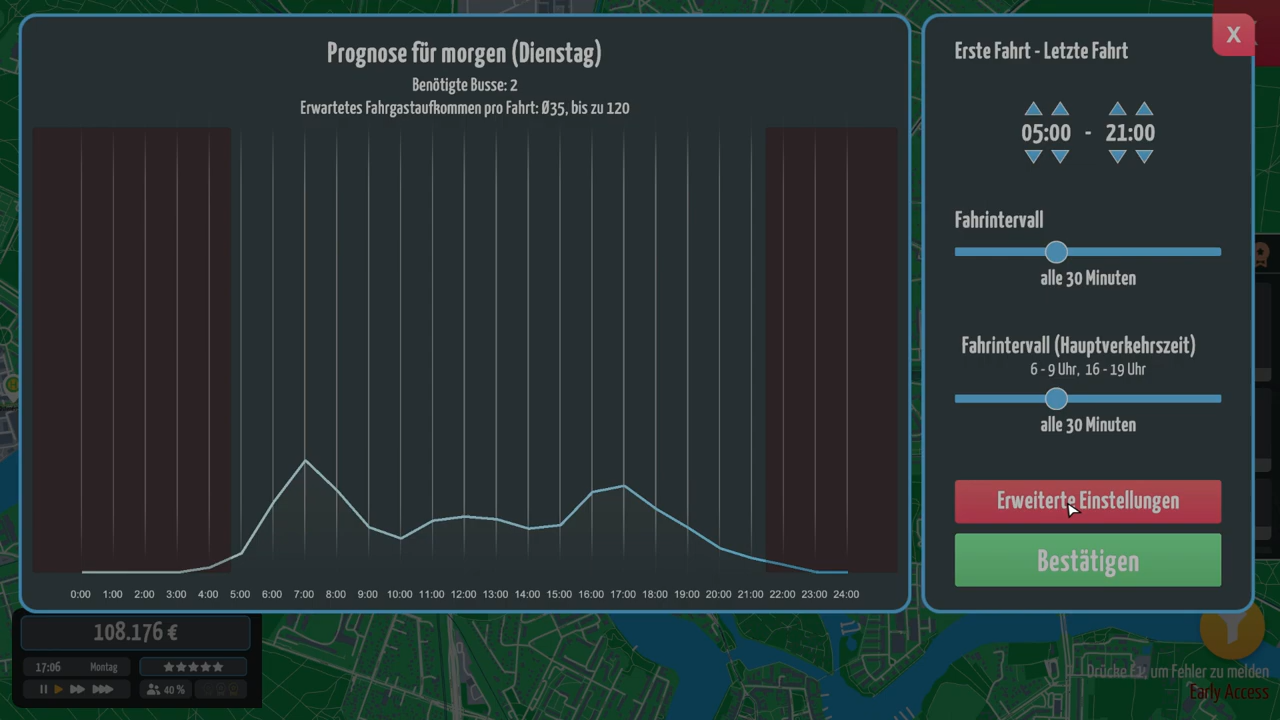 Prognose für morgen (Dienstag)
Benötigte Busse: 2
Erwartetes Fahrgastaufkommen pro Fahrt: Ø35, bis zu 120
0:00 1:00 2:00 3:00 4:00 5:00 6:00 7:00 8:00 9:00 10:00 11:00 12:00 13:00 14:00 15:00 16:00 17:00 18:00 19:00 20:00 21:00 22:00 23:00 24:00
X
Erste Fahrt - Letzte Fahrt
05:00 - 21:00
Fahrintervall
alle 30 Minuten
Fahrintervall (Hauptverkehrszeit)
6 - 9 Uhr, 16 - 19 Uhr
alle 30 Minuten
Erweiterte Einstellungen
Bestätigen
108.176 €
17:06 Montag
40 %
Drücke F12 um Fehler zu melden
Early Access